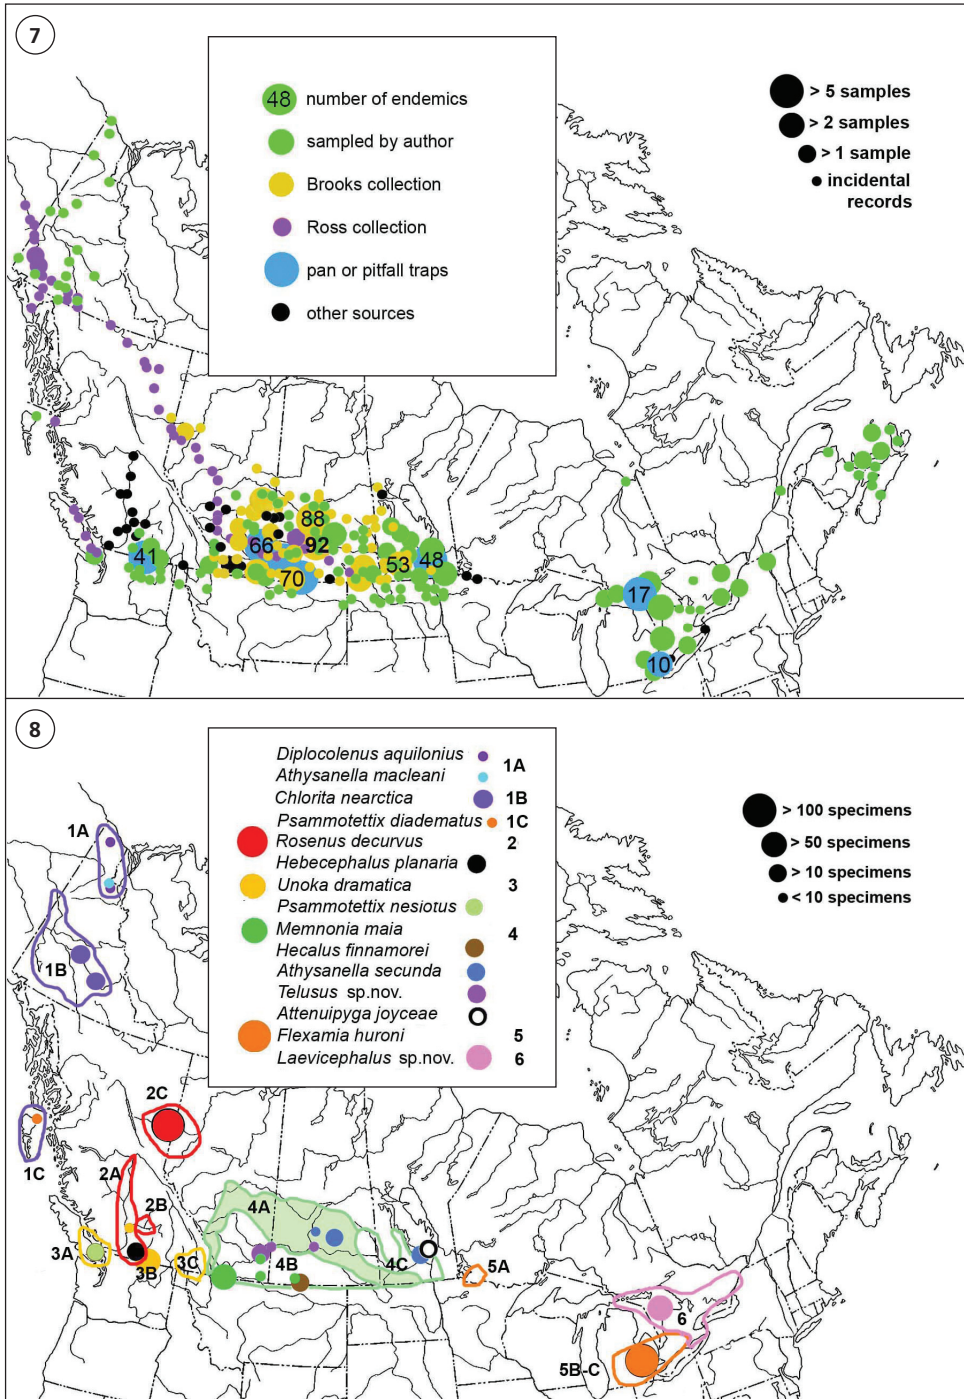 7
48 number of endemics
sampled by author
Brooks collection
Ross collection
pan or pitfall traps
other sources
> 5 samples
> 2 samples
> 1 sample
incidental
records
88
66
92
41
70
53
48
17
10
8
Diplocolenus aquilonius
Athysanella macleani
1A
Chlorita nearctica 1B
Psammotettix diadematus 1C
Rosenus decurvus 2
Hebecephalus planaria
Unoka dramatica 3
Psammotettix nesiotus
Memnonia maia 4
Hecalus finnamorei
Athysanella secunda
Telusus sp.nov.
Attenuipyga joyceae
Flexamia huroni 5
Laevicephalus sp.nov. 6
> 100 specimens
> 50 specimens
> 10 specimens
< 10 specimens
1A
1B
2C
1C
2A
2B
4A
3A
3B
3C
4B
4C
5A
6
5B-C